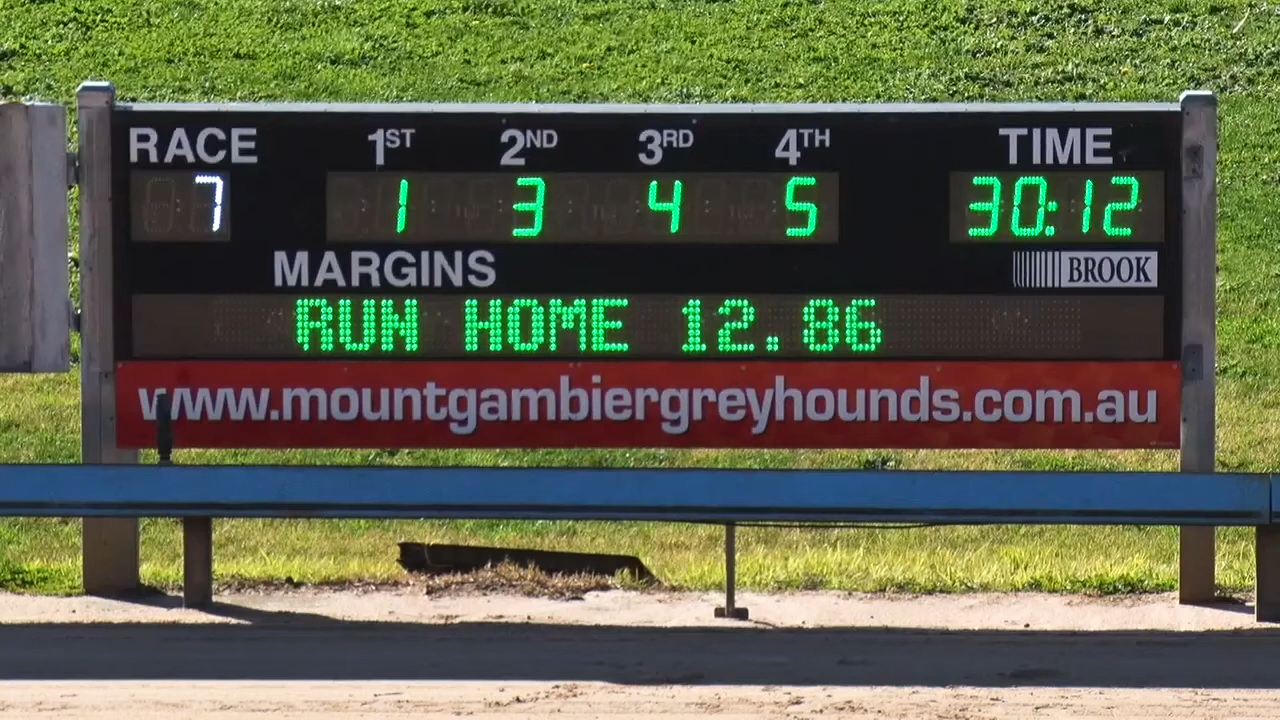 RACE 1ST 2ND 3RD 4TH TIME
7 1 3 4 5 30:12
MARGINS BROOK
RUN HOME 12.86
www.mountgambiergreyhounds.com.au